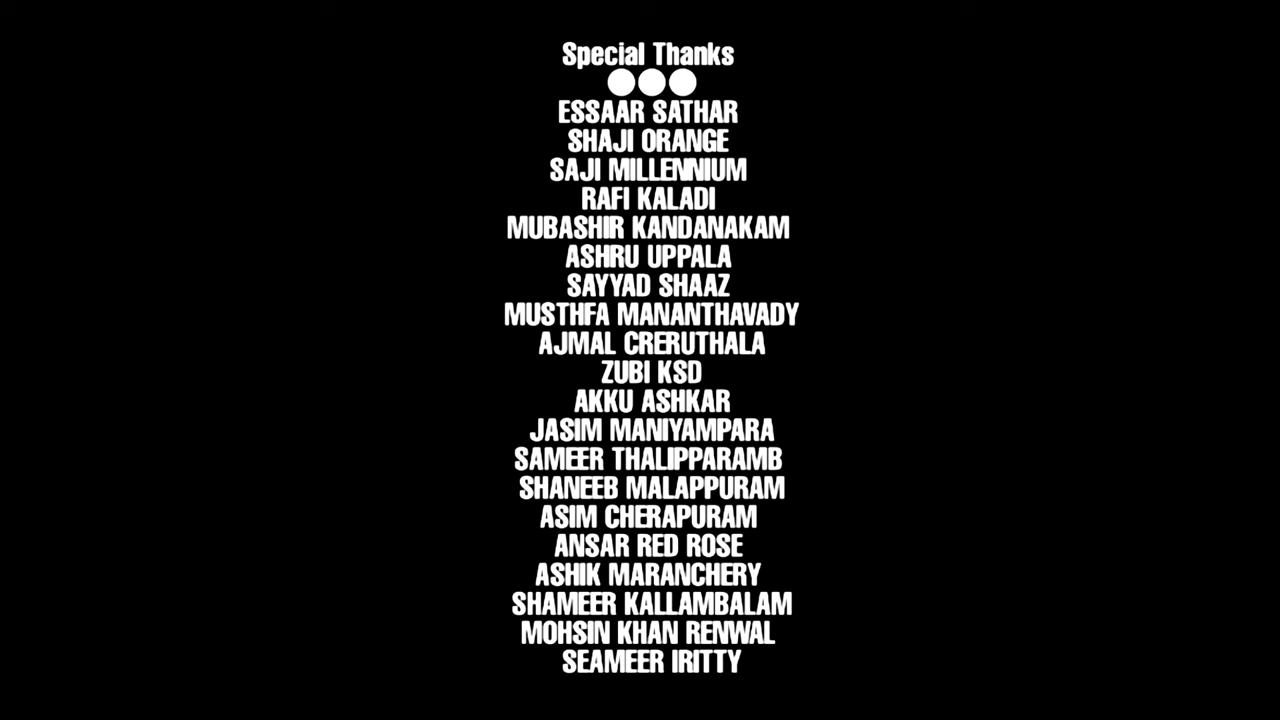 Special Thanks
ESSAAR SATHAR
SHAJI ORANGE
SAJI MILLENNIUM
RAFI KALADI
MUBASHIR KANDANAKAM
ASHRU UPPALA
SAYYAD SHAAZ
MUSTHFA MANANTHAVADY
AJMAL CRERUTHALA
ZUBI KSD
AKKU ASHKAR
JASIM MANIYAMPARA
SAMEER THALIPPARAMB
SHANEEB MALAPPURAM
ASIM CHERAPURAM
ANSAR RED ROSE
ASHIK MARANCHERY
SHAMEER KALLAMBALAM
MOHSIN KHAN RENWAL
SEAMEER IRITTY